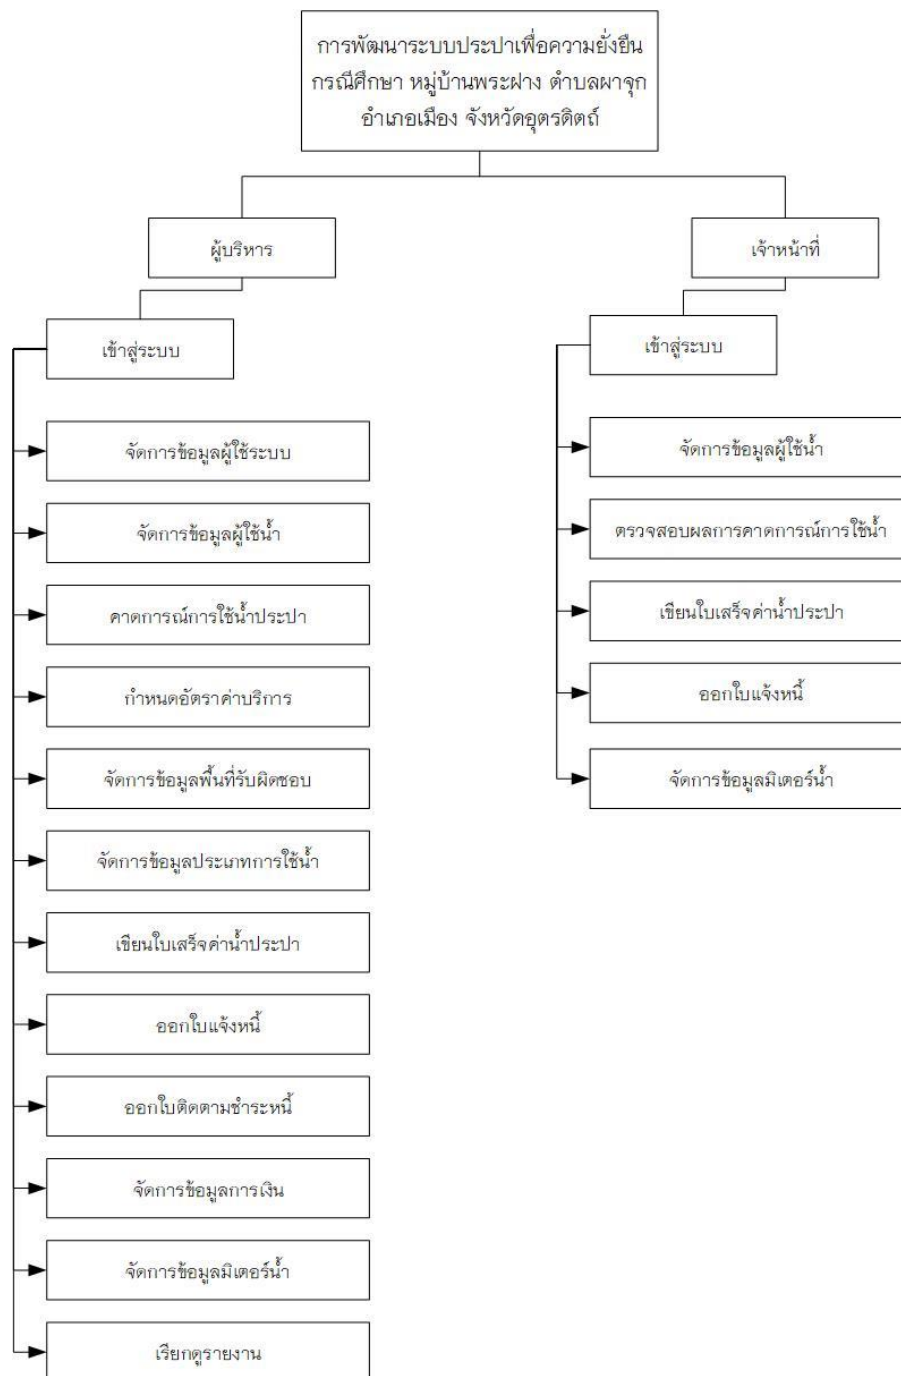 การพัฒนาระบบประปาเพื่อความยั่งยืน
กรณีศึกษา หมู่บ้านพระฝาง ตำบลผาจุก
อำเภอเมือง จังหวัดอุตรดิตถ์
ผู้บริหาร
เข้าสู่ระบบ
จัดการข้อมูลผู้ใช้ระบบ
จัดการข้อมูลผู้ใช้น้ำ
คาดการณ์การใช้น้ำประปา
กำหนดอัตราค่าบริการ
จัดการข้อมูลพื้นที่รับผิดชอบ
จัดการข้อมูลประเภทการใช้น้ำ
เขียนใบเสร็จค่าน้ำประปา
ออกใบแจ้งหนี้
ออกใบติดตามชำระหนี้
จัดการข้อมูลการเงิน
จัดการข้อมูลมิเตอร์น้ำ
เรียกดูรายงาน
เจ้าหน้าที่
เข้าสู่ระบบ
จัดการข้อมูลผู้ใช้น้ำ
ตรวจสอบผลการคาดการณ์การใช้น้ำ
เขียนใบเสร็จค่าน้ำประปา
ออกใบแจ้งหนี้
จัดการข้อมูลมิเตอร์น้ำ